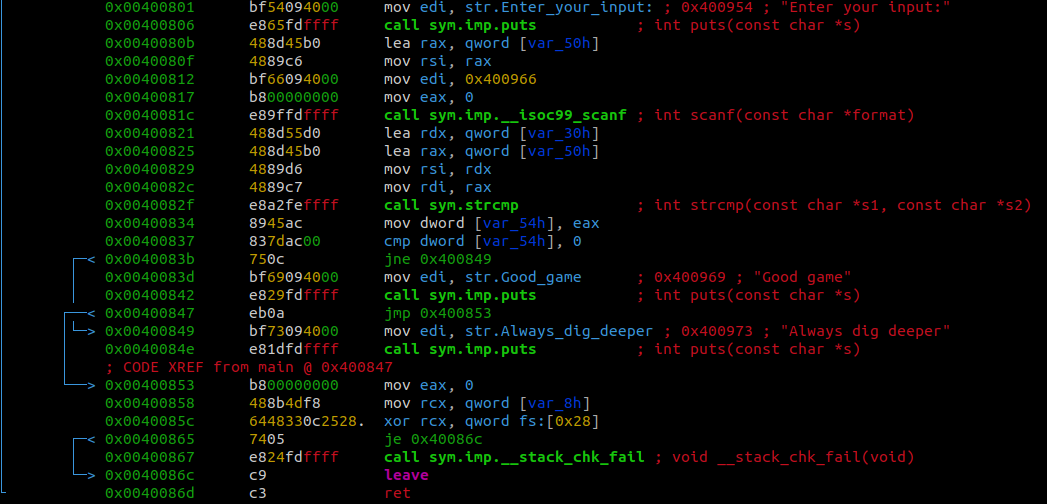 0x00400801 bf54094000 mov edi, str.Enter_your_input: ; 0x400954 ; "Enter your input:"
0x00400806 e865fdffff call sym.imp.puts ; int puts(const char *s)
0x0040080b 488d45b0 lea rax, qword [var_50h]
0x0040080f 4889c6 mov rsi, rax
0x00400812 bf66094000 mov edi, 0x400966
0x00400817 b800000000 mov eax, 0
0x0040081c e89ffdffff call sym.imp.__isoc99_scanf ; int scanf(const char *format)
0x00400821 488d55d0 lea rdx, qword [var_30h]
0x00400825 488d45b0 lea rax, qword [var_50h]
0x00400829 4889d6 mov rsi, rdx
0x0040082c 4889c7 mov rdi, rax
0x0040082f e8a2feffff call sym.strcmp ; int strcmp(const char *s1, const char *s2)
0x00400834 8945ac mov dword [var_54h], eax
0x00400837 837dac00 cmp dword [var_54h], 0
0x0040083b 750c jne 0x400849
0x0040083d bf69094000 mov edi, str.Good_game ; 0x400969 ; "Good game"
0x00400842 e829fdffff call sym.imp.puts ; int puts(const char *s)
0x00400847 eb0a jmp 0x400853
0x00400849 bf73094000 mov edi, str.Always_dig_deeper ; 0x400973 ; "Always dig deeper"
0x0040084e e81dfdffff call sym.imp.puts ; int puts(const char *s)
; CODE XREF from main @ 0x400847
0x00400853 b800000000 mov eax, 0
0x00400858 488b4df8 mov rcx, qword [var_8h]
0x0040085c 6448330c2528. xor rcx, qword fs:[0x28]
0x00400865 7405 je 0x40086c
0x00400867 e824fdffff call sym.imp.__stack_chk_fail ; void __stack_chk_fail(void)
0x0040086c c9 leave
0x0040086d c3 ret